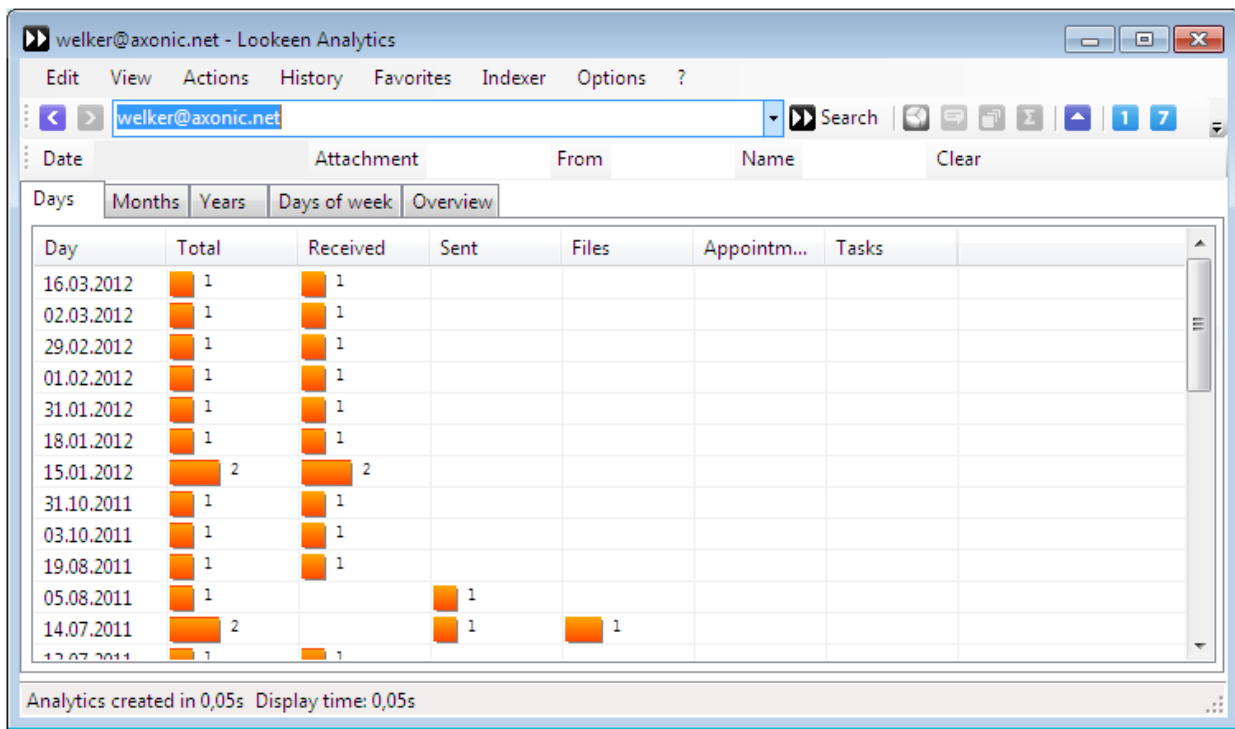 welker@axonic.net - Lookeen Analytics
Edit View Actions History Favorites Indexer Options ?
welker@axonic.net Search Σ 1 7
Date Attachment From Name Clear
Days Months Years Days of week Overview
Day Total Received Sent Files Appointm... Tasks
16.03.2012 1 1
02.03.2012 1 1
29.02.2012 1 1
01.02.2012 1 1
31.01.2012 1 1
18.01.2012 1 1
15.01.2012 2 2
31.10.2011 1 1
03.10.2011 1 1
19.08.2011 1 1
05.08.2011 1 1
14.07.2011 2 1 1
1 1
Analytics created in 0,05s Display time: 0,05s